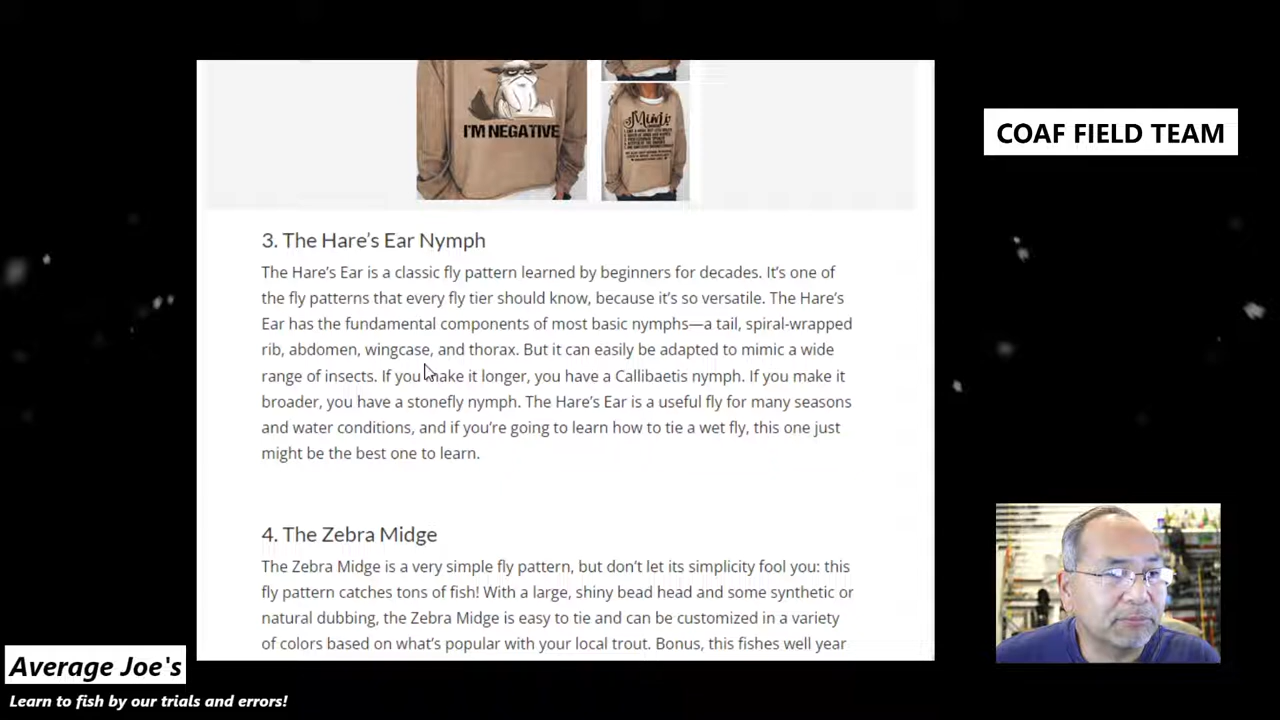 I'M NEGATIVE
Mimi
COAF FIELD TEAM
3. The Hare’s Ear Nymph
The Hare’s Ear is a classic fly pattern learned by beginners for decades. It’s one of
the fly patterns that every fly tier should know, because it’s so versatile. The Hare’s
Ear has the fundamental components of most basic nymphs—a tail, spiral-wrapped
rib, abdomen, wingcase, and thorax. But it can easily be adapted to mimic a wide
range of insects. If you make it longer, you have a Callibaetis nymph. If you make it
broader, you have a stonefly nymph. The Hare’s Ear is a useful fly for many seasons
and water conditions, and if you’re going to learn how to tie a wet fly, this one just
might be the best one to learn.
4. The Zebra Midge
The Zebra Midge is a very simple fly pattern, but don’t let its simplicity fool you: this
fly pattern catches tons of fish! With a large, shiny bead head and some synthetic or
natural dubbing, the Zebra Midge is easy to tie and can be customized in a variety
of colors based on what’s popular with your local trout. Bonus, this fishes well year
Average Joe's
Learn to fish by our trials and errors!